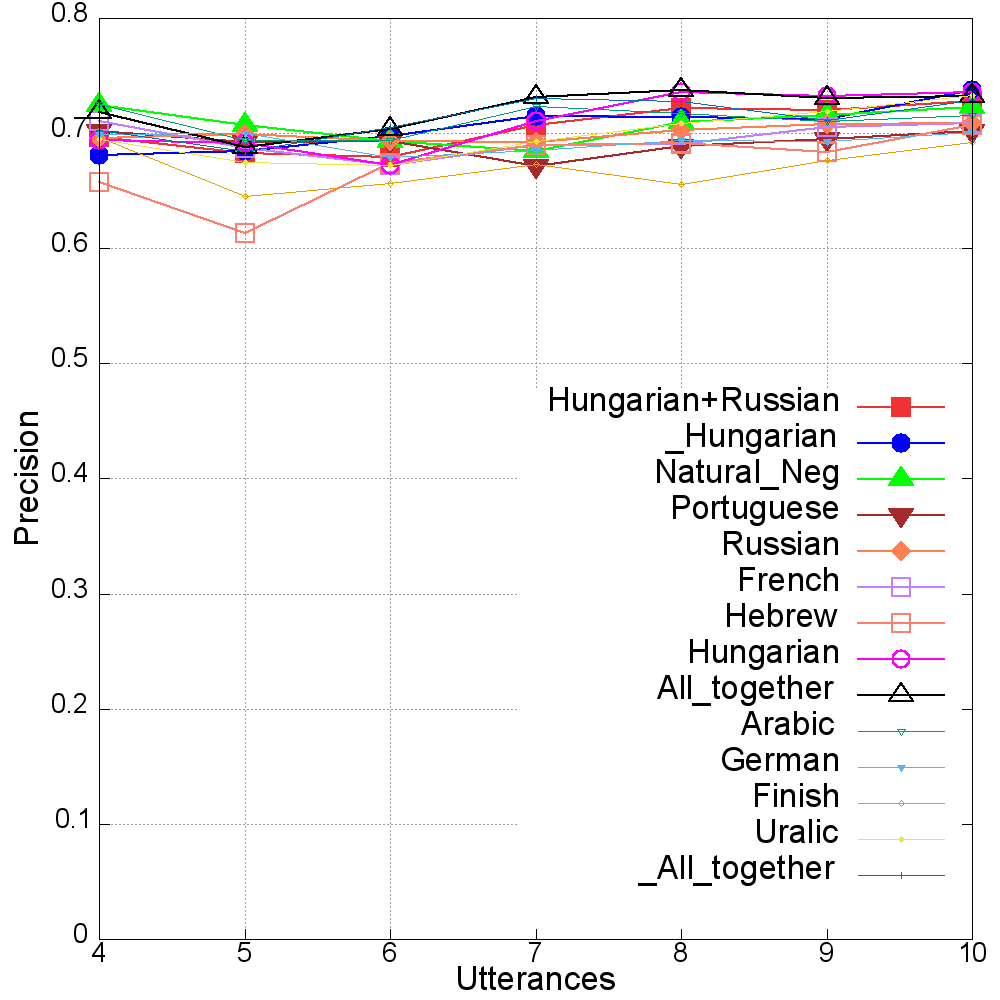 0.8
0.7
0.6
0.5
0.4
0.3
0.2
0.1
0
Precision
4 5 6 7 8 9 10
Utterances
Hungarian+Russian
_Hungarian
Natural_Neg
Portuguese
Russian
French
Hebrew
Hungarian
All_together
Arabic
German
Finish
Uralic
_All_together